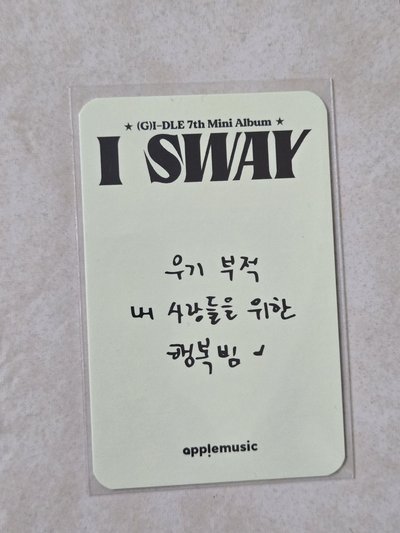 ★ (G)I-DLE 7th Mini Album ★
I SWAY
우기 부적
내 사랑들을 위한
행복빔
applemusic